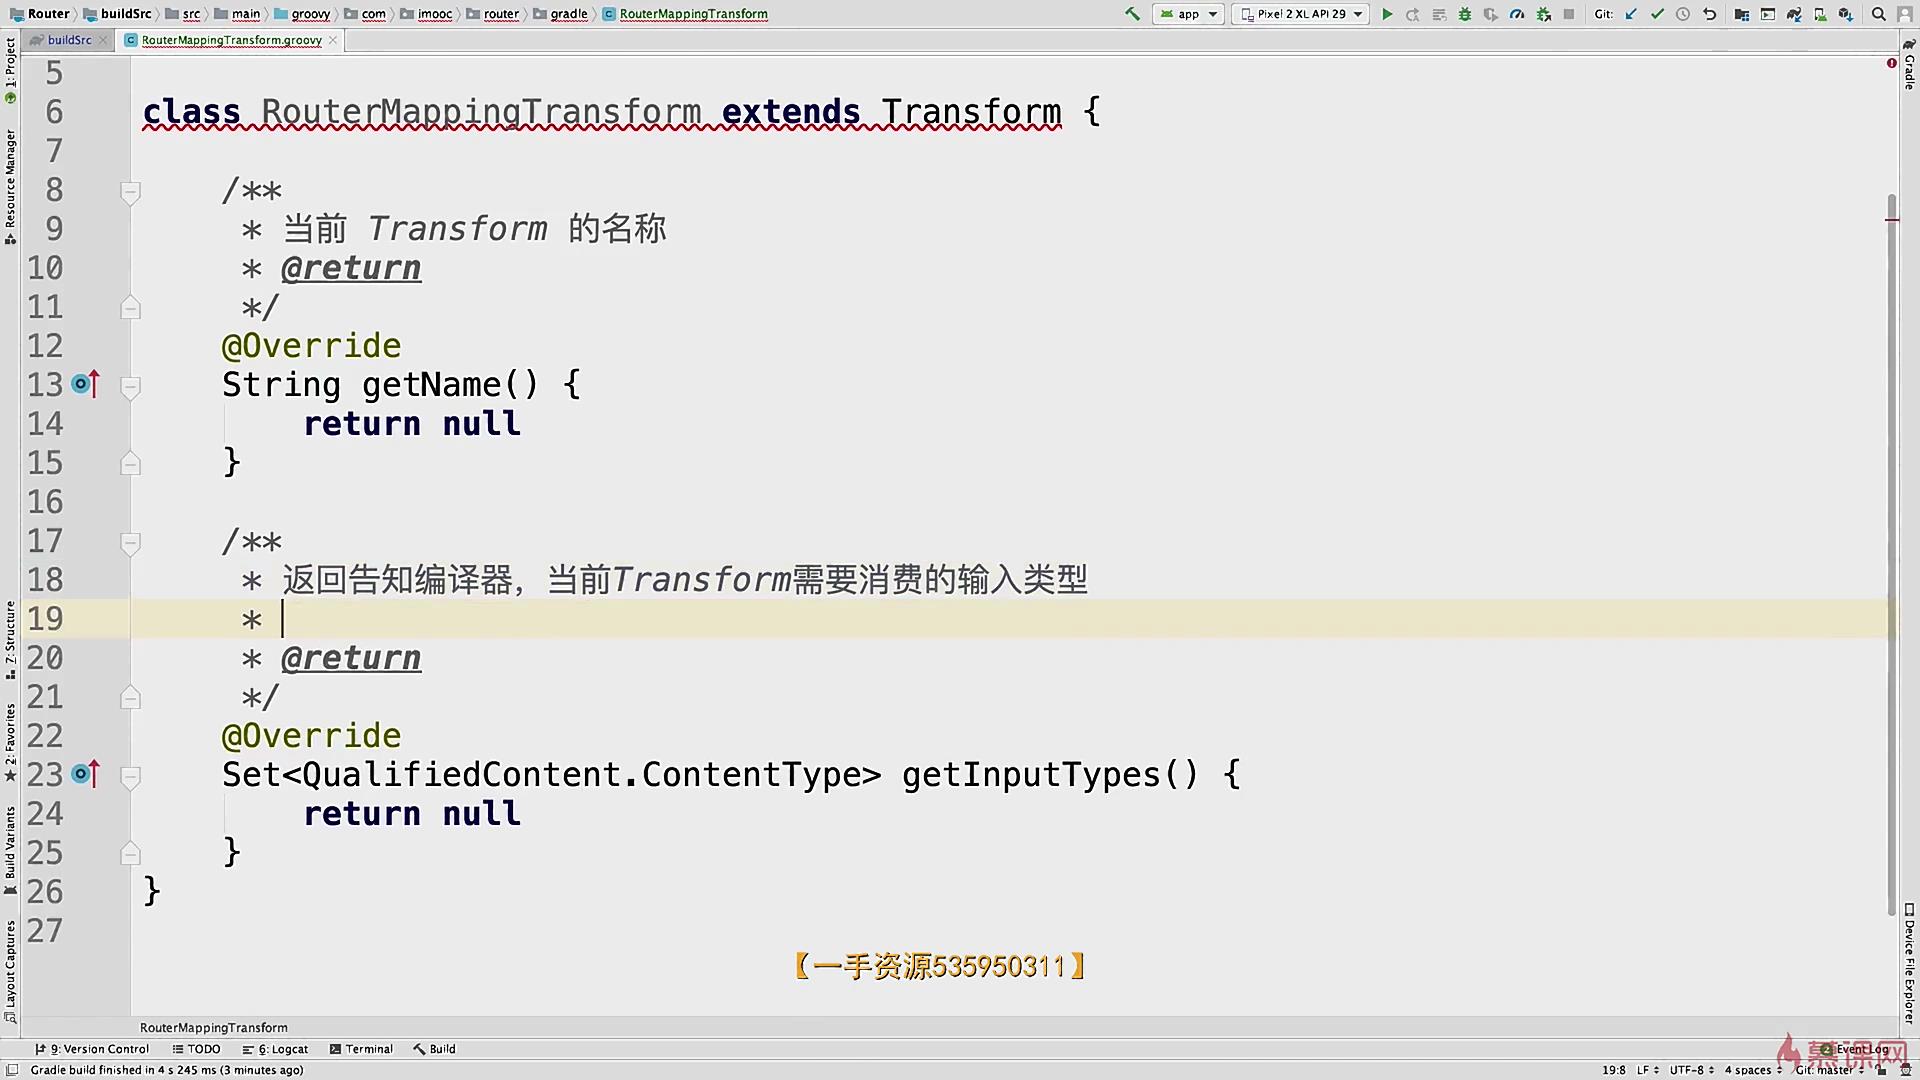 Router buildSrc src main groovy com imooc router gradle RouterMappingTransform app Pixel 2 XL API 29 Git:
buildSrc RouterMappingTransform.groovy
1: Project
Resource Manager
Z: Structure
2: Favorites
Build Variants
Layout Captures
5
6 class RouterMappingTransform extends Transform {
7
8 /**
9 * 当前 Transform 的名称
10 * @return
11 */
12 @Override
13 String getName() {
14 return null
15 }
16
17 /**
18 * 返回告知编译器，当前Transform需要消费的输入类型
19 *
20 * @return
21 */
22 @Override
23 Set<QualifiedContent.ContentType> getInputTypes() {
24 return null
25 }
26 }
27
【一手资源535950311】
Gradle
Device File Explorer
RouterMappingTransform
9: Version Control TODO 6: Logcat Terminal Build 2 Event Log
慕课网
Gradle build finished in 4 s 245 ms (3 minutes ago) 19:8 LF UTF-8 4 spaces Git: master